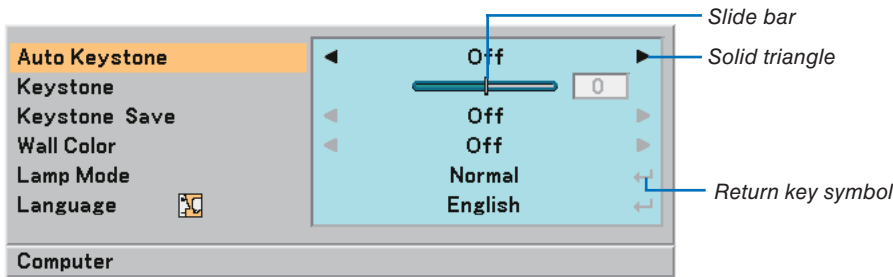 Slide bar
Auto Keystone Off Solid triangle
Keystone 0
Keystone Save Off
Wall Color Off
Lamp Mode Normal Return key symbol
Language English
Computer